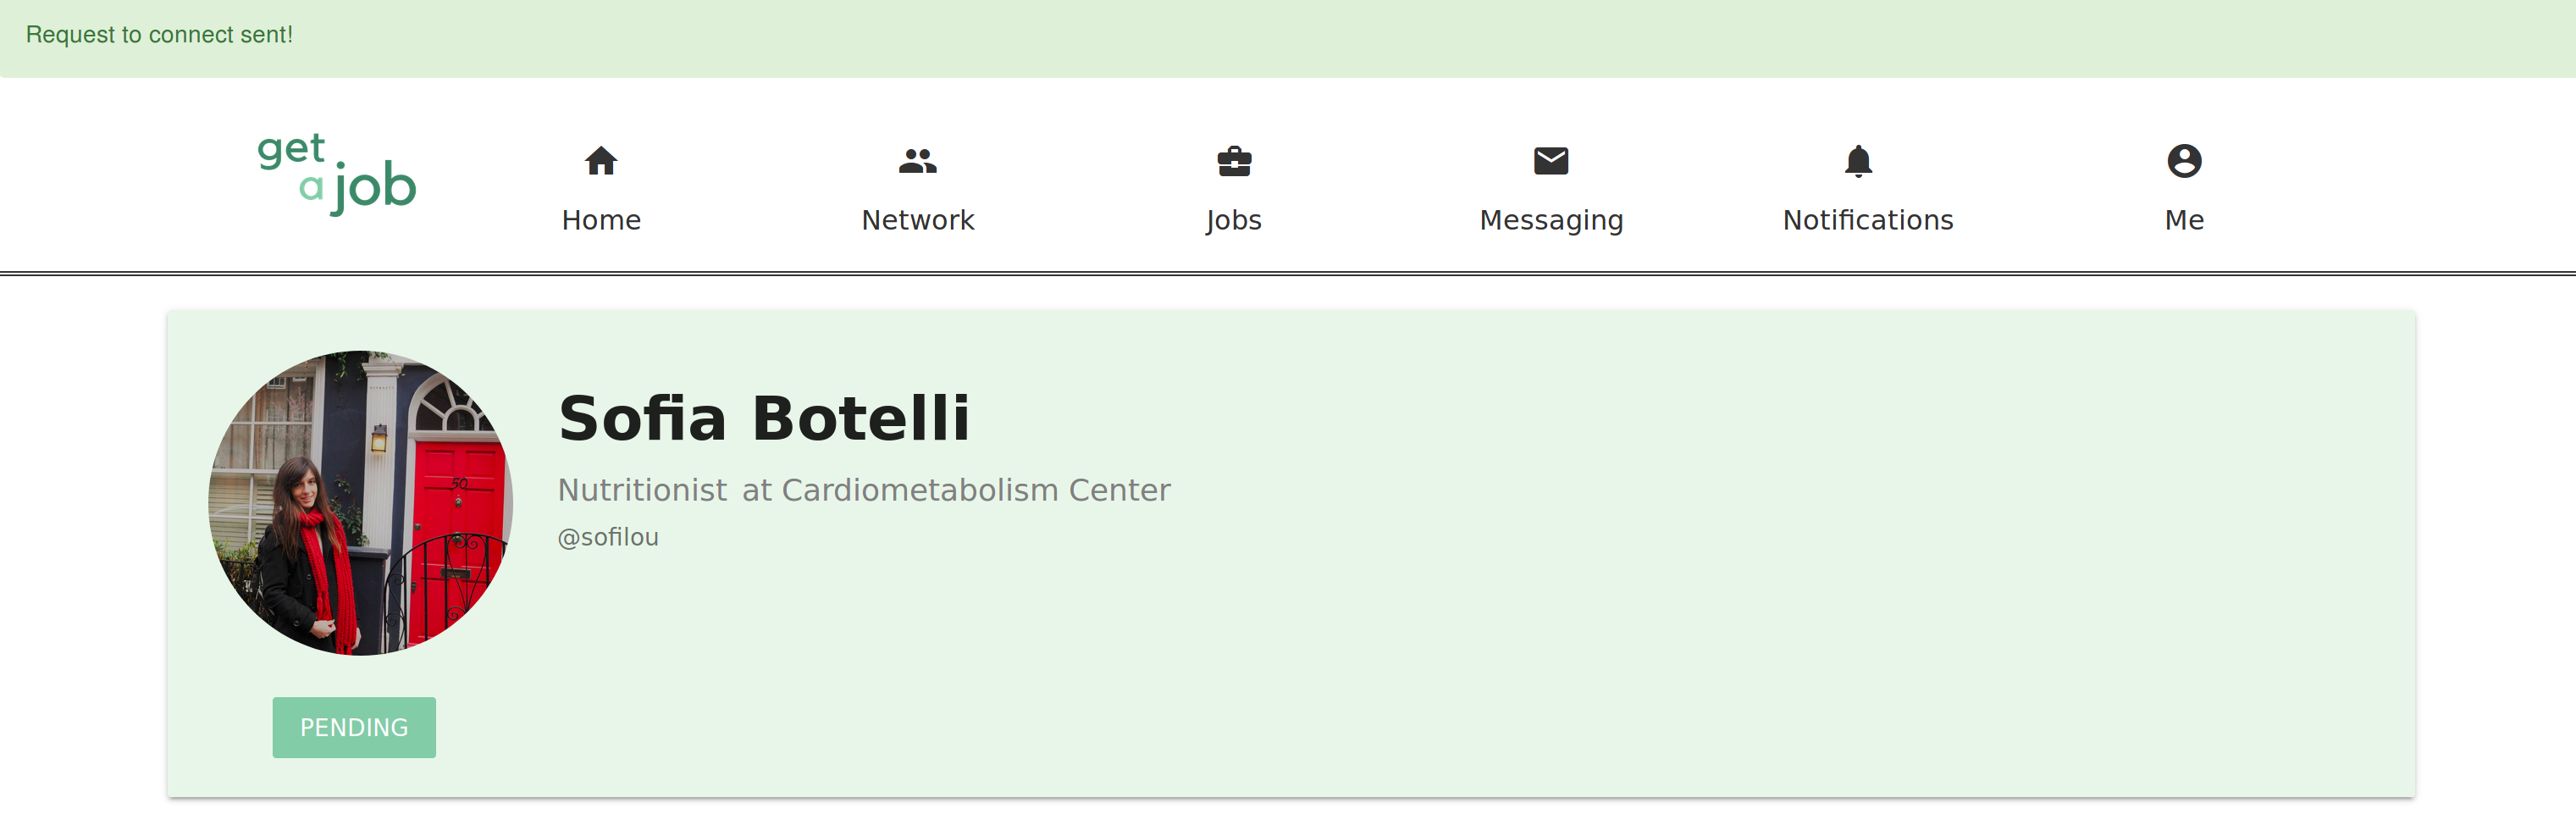 Request to connect sent!
get
a job
Home
Network
Jobs
Messaging
Notifications
Me
Sofia Botelli
Nutritionist at Cardiometabolism Center
@sofilou
50
PENDING